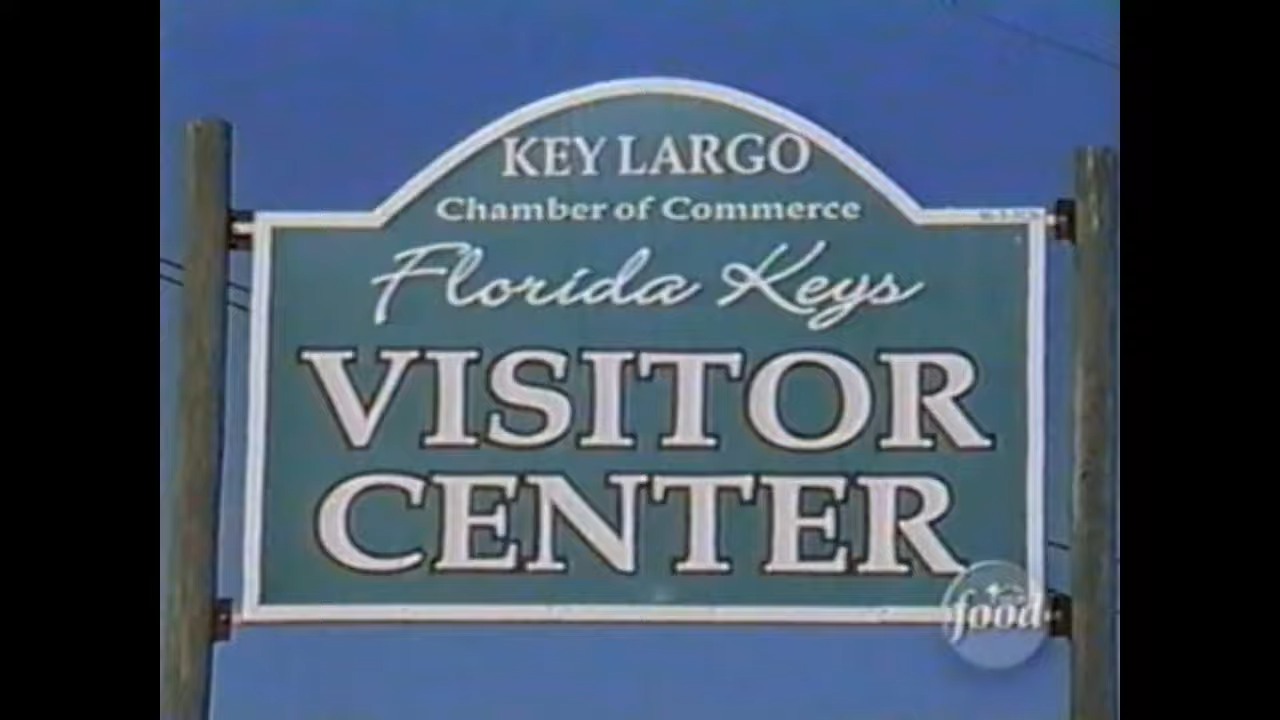 KEY LARGO
Chamber of Commerce
Florida Keys
VISITOR
CENTER
food